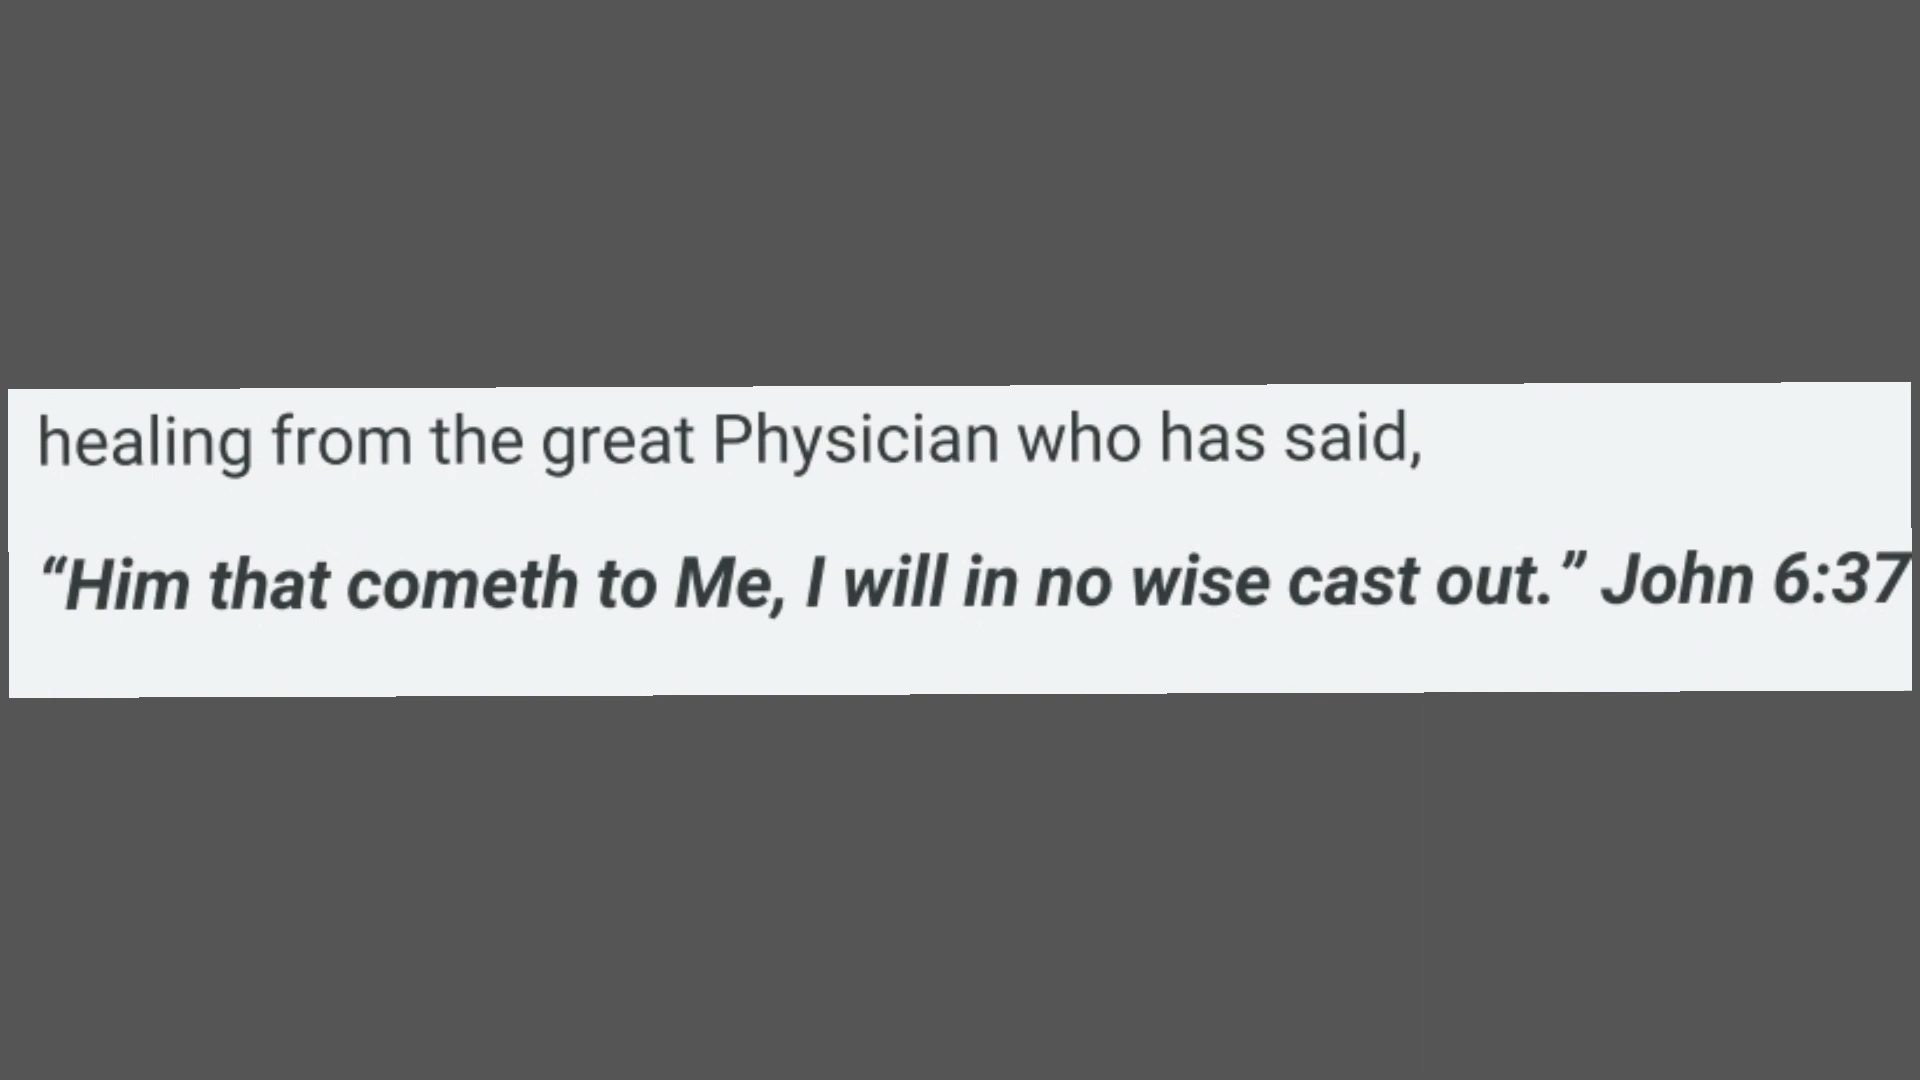 healing from the great Physician who has said,
“Him that cometh to Me, I will in no wise cast out.” John 6:37